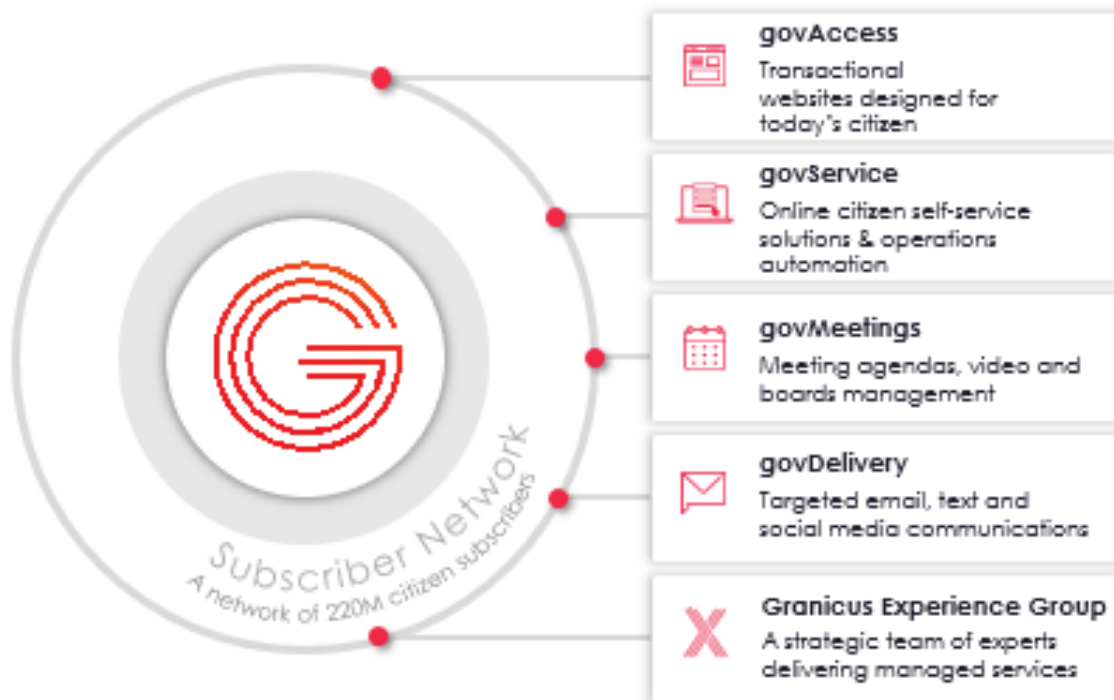 govAccess
Transactional
websites designed for
today's citizen
govService
Online citizen self-service
solutions & operations
automation
govMeetings
Meeting agendas, video and
boards management
govDelivery
Targeted email, text and
social media communications
Granicus Experience Group
A strategic team of experts
delivering managed services
Subscriber Network
A network of 220M citizen subscribers